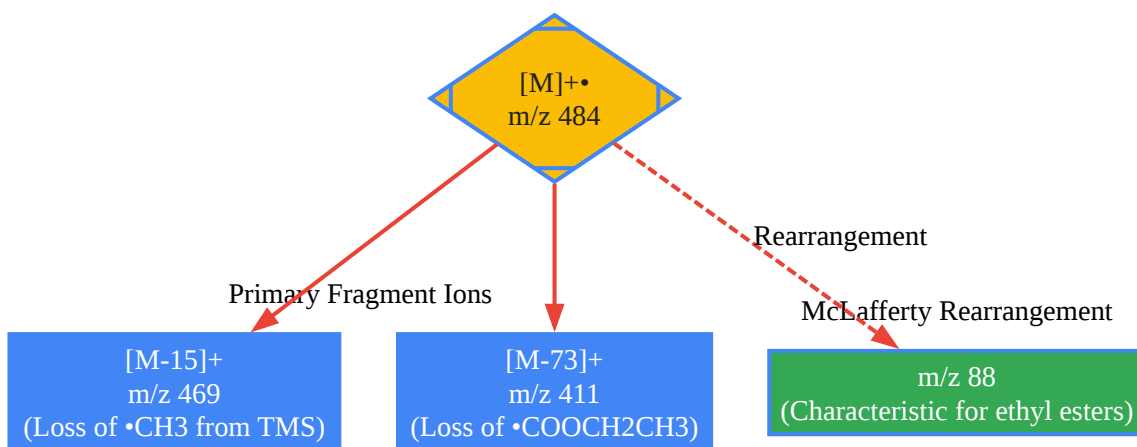 [M]+•
m/z 484
Rearrangement
Primary Fragment Ions
McLafferty Rearrangement
[M-15]+
m/z 469
(Loss of •CH3 from TMS)
[M-73]+
m/z 411
(Loss of •COOCH2CH3)
m/z 88
(Characteristic for ethyl esters)